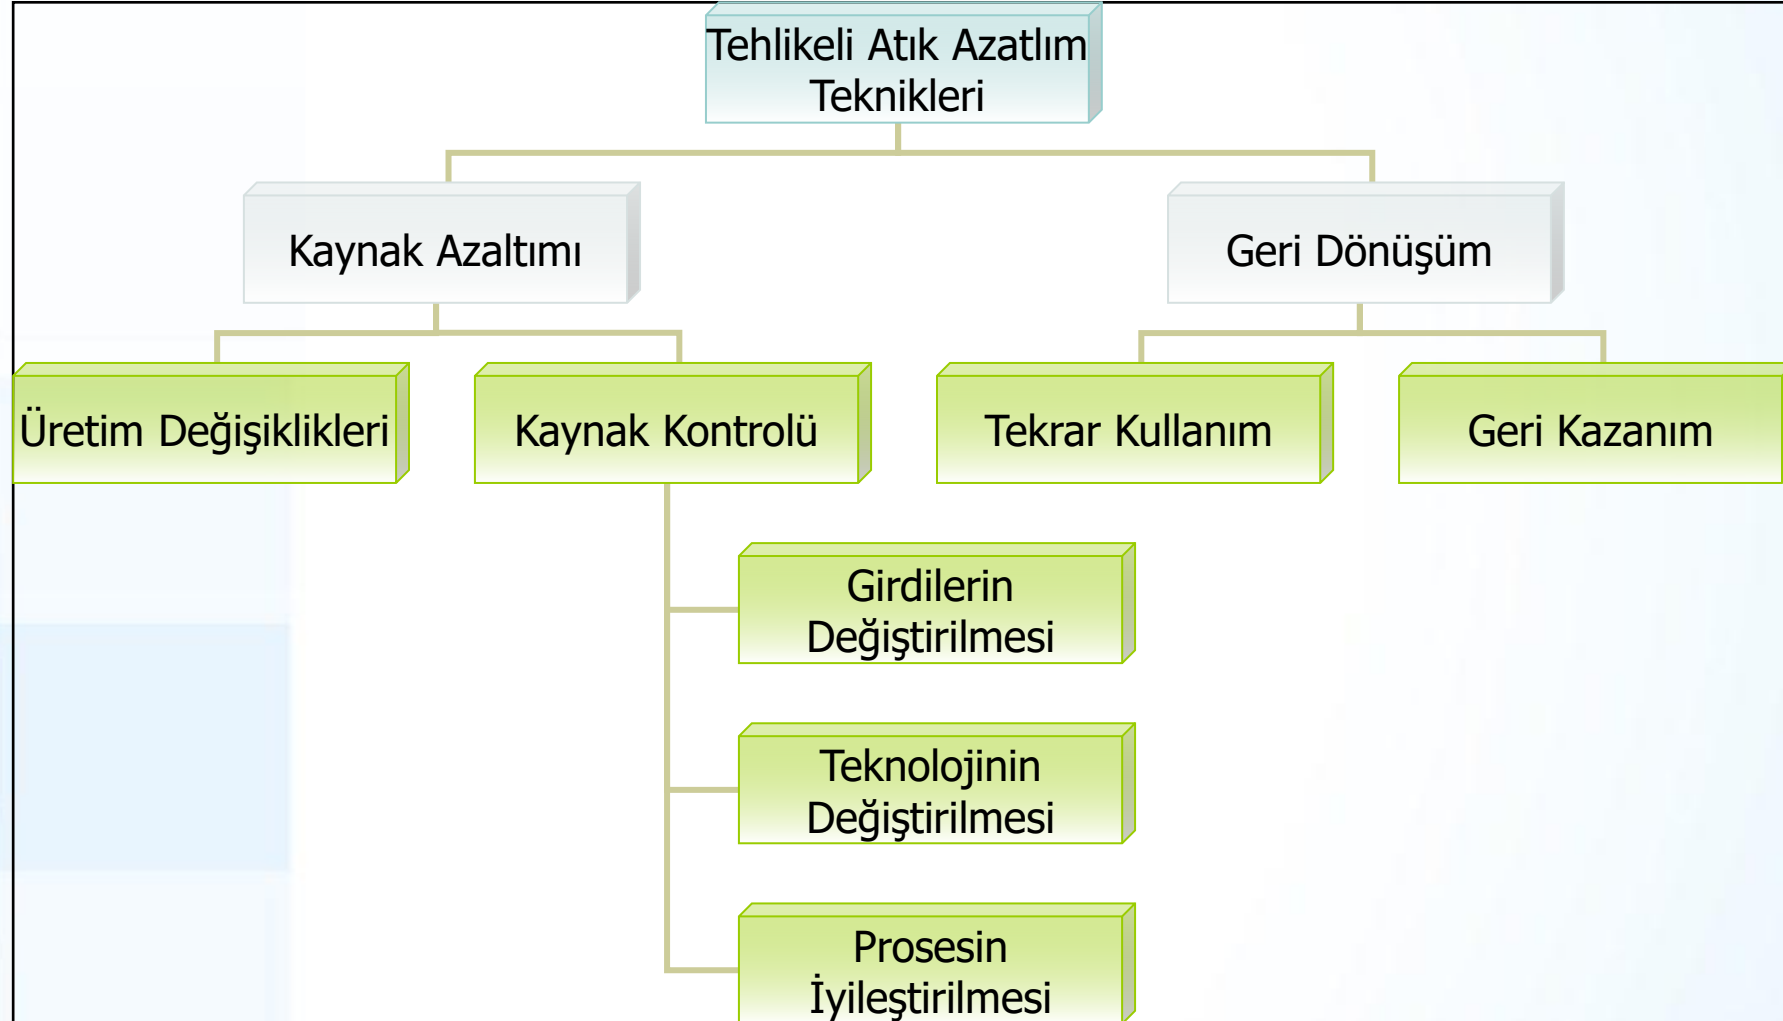 Tehlikeli Atık Azatlım
Teknikleri
Kaynak Azaltımı
Geri Dönüşüm
Üretim Değişiklikleri
Kaynak Kontrolü
Tekrar Kullanım
Geri Kazanım
Girdilerin
Değiştirilmesi
Teknolojinin
Değiştirilmesi
Prosesin
İyileştirilmesi